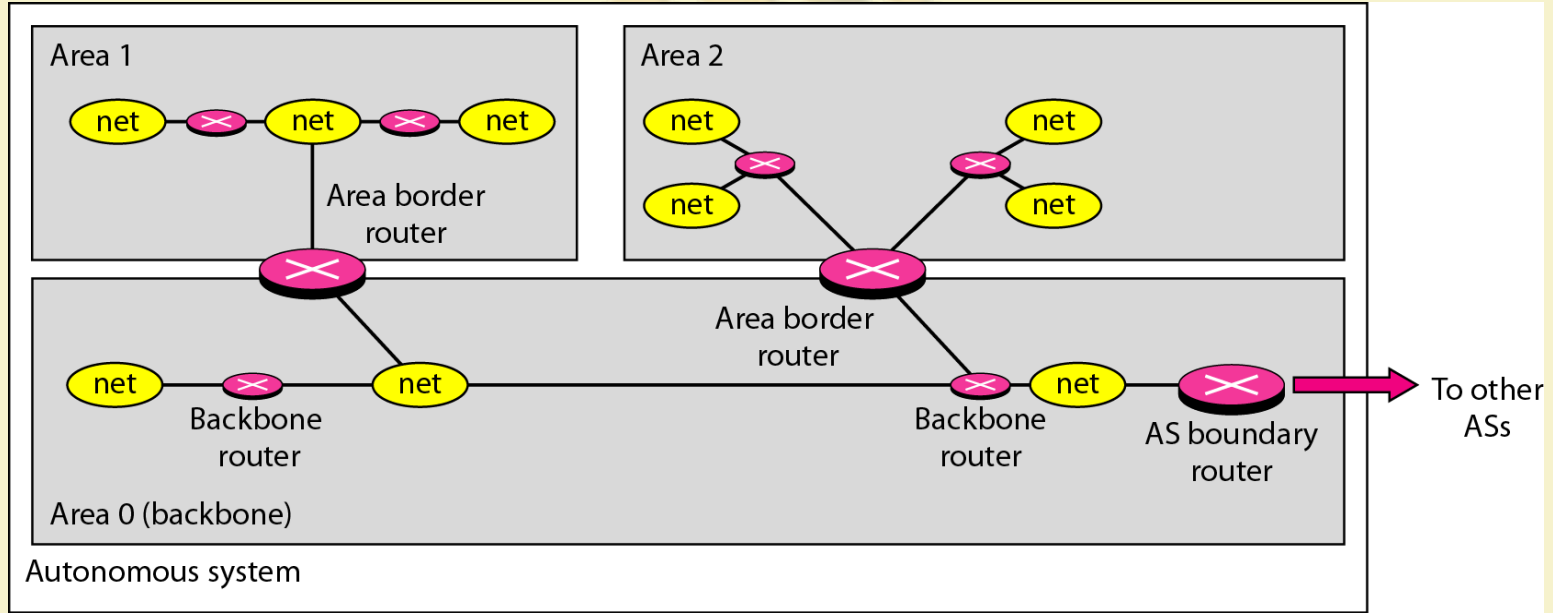 Area 1
net
net
net
Area border
router
Area 2
net
net
net
net
Area border
router
net
net
net
Backbone
router
Backbone
router
AS boundary
router
To other
ASs
Area 0 (backbone)
Autonomous system